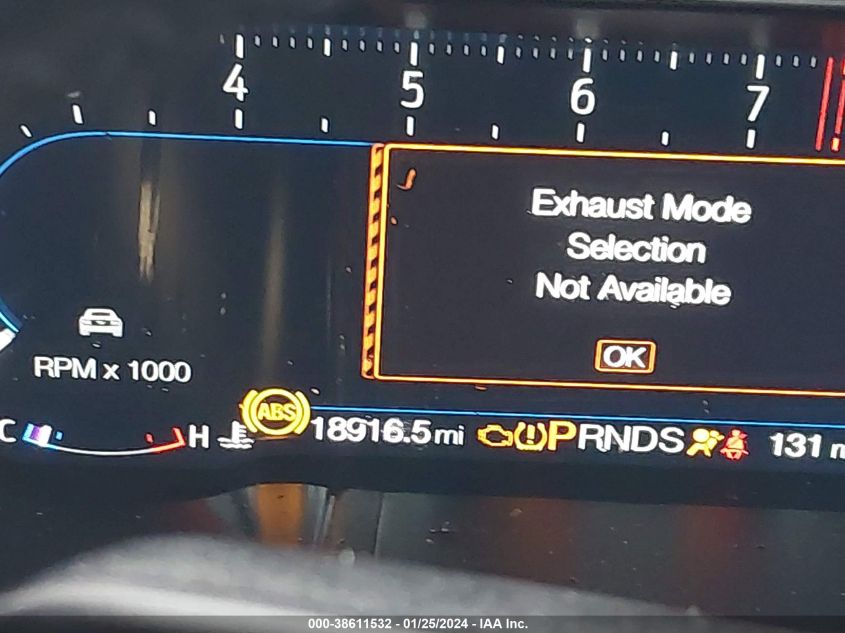 4 5 6 7
Exhaust Mode
Selection
Not Available
OK
RPM x 1000
C H ABS 18916.5 mi PRNDS 131
000-38611532 - 01/25/2024 - IAA Inc.